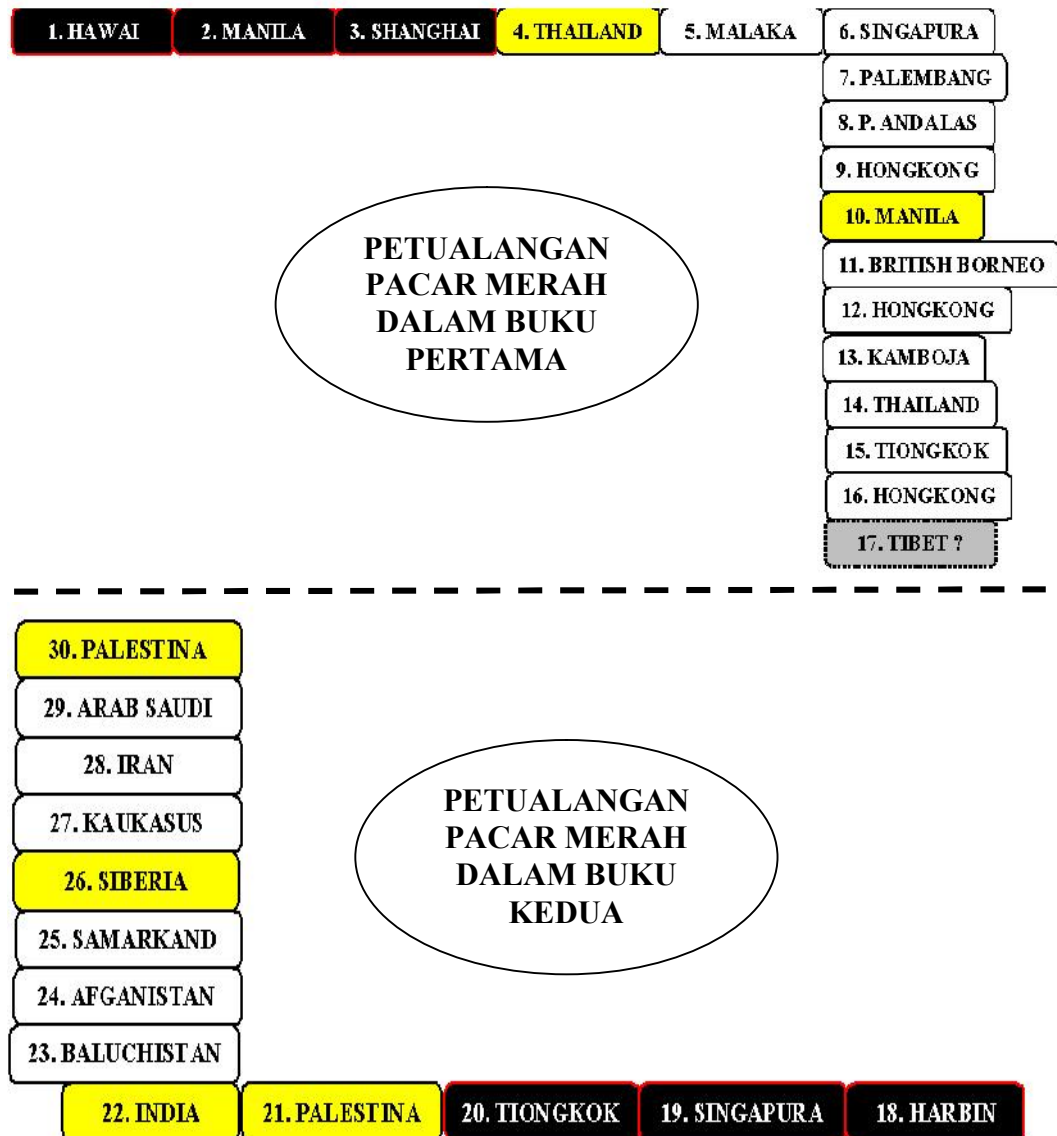 1. HAWAI
2. MANILA
3. SHANGHAI
4. THAILAND
5. MALAKA
6. SINGAPURA
7. PALEMBANG
8. P. ANDALAS
9. HONGKONG
10. MANILA
11. BRITISH BORNEO
12. HONGKONG
13. KAMBOJA
14. THAILAND
15. TIONGKOK
16. HONGKONG
17. TIBET ?
PETUALANGAN
PACAR MERAH
DALAM BUKU
PERTAMA
30. PALESTINA
29. ARAB SAUDI
28. IRAN
27. KAUKASUS
26. SIBERIA
25. SAMARKAND
24. AFGANISTAN
23. BALUCHISTAN
22. INDIA
21. PALESTINA
20. TIONGKOK
19. SINGAPURA
18. HARBIN
PETUALANGAN
PACAR MERAH
DALAM BUKU
KEDUA